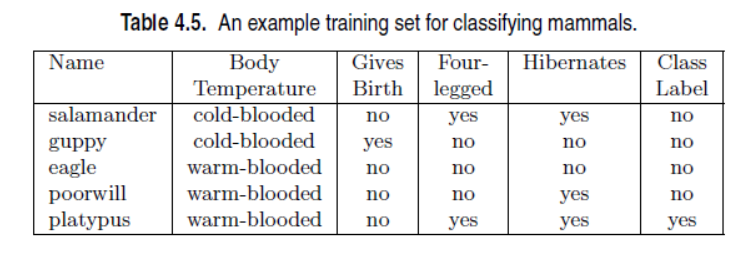 Table 4.5. An example training set for classifying mammals.
Name Body Gives Four- Hibernates Class
Temperature Birth legged Label
salamander cold-blooded no yes yes no
guppy cold-blooded yes no no no
eagle warm-blooded no no no no
poorwill warm-blooded no no yes no
platypus warm-blooded no yes yes yes